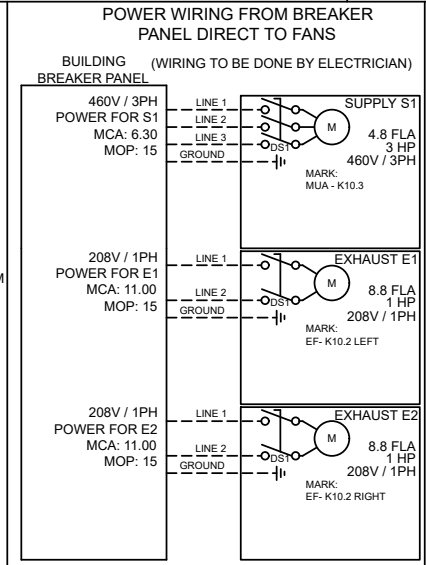 POWER WIRING FROM BREAKER
PANEL DIRECT TO FANS
BUILDING
BREAKER PANEL
(WIRING TO BE DONE BY ELECTRICIAN)
460V / 3PH
POWER FOR S1
MCA: 6.30
MOP: 15
LINE 1
LINE 2
LINE 3
GROUND
DS1
M
SUPPLY S1
4.8 FLA
3 HP
460V / 3PH
MARK:
MUA - K10.3
208V / 1PH
POWER FOR E1
MCA: 11.00
MOP: 15
LINE 1
LINE 2
GROUND
DS1
M
EXHAUST E1
8.8 FLA
1 HP
208V / 1PH
MARK:
EF- K10.2 LEFT
208V / 1PH
POWER FOR E2
MCA: 11.00
MOP: 15
LINE 1
LINE 2
GROUND
DS1
M
EXHAUST E2
8.8 FLA
1 HP
208V / 1PH
MARK:
EF- K10.2 RIGHT